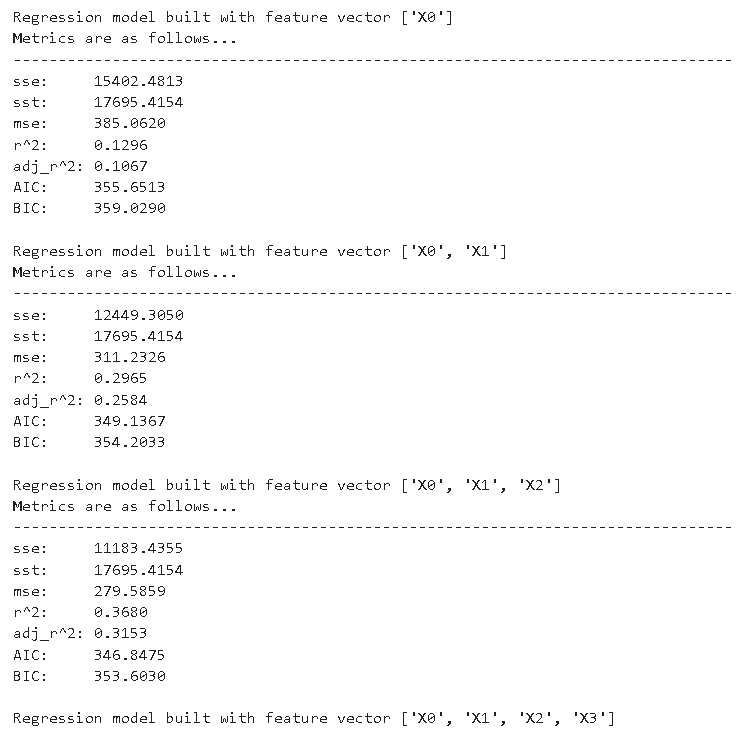 Regression model built with feature vector ['X0']
Metrics are as follows...
--------------------------------------------------------------------------------
sse:     15402.4813
sst:     17695.4154
mse:     385.0620
r^2:     0.1296
adj_r^2: 0.1067
AIC:     355.6513
BIC:     359.0290

Regression model built with feature vector ['X0', 'X1']
Metrics are as follows...
--------------------------------------------------------------------------------
sse:     12449.3050
sst:     17695.4154
mse:     311.2326
r^2:     0.2965
adj_r^2: 0.2584
AIC:     349.1367
BIC:     354.2033

Regression model built with feature vector ['X0', 'X1', 'X2']
Metrics are as follows...
--------------------------------------------------------------------------------
sse:     11183.4355
sst:     17695.4154
mse:     279.5859
r^2:     0.3680
adj_r^2: 0.3153
AIC:     346.8475
BIC:     353.6030

Regression model built with feature vector ['X0', 'X1', 'X2', 'X3']